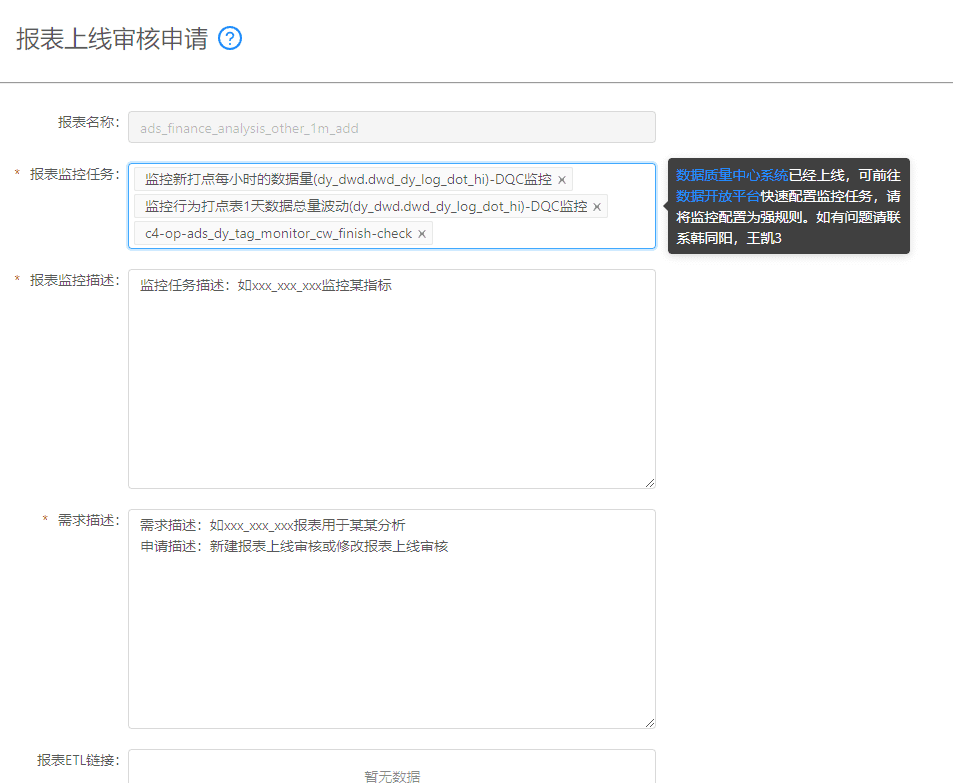 报表上线审核申请 ?
报表名称：
ads_finance_analysis_other_1m_add
* 报表监控任务：
监控新打点每小时的数据量(dy_dwd.dwd_dy_log_dot_hi)-DQC监控 ×
监控行为打点表1天数据总量波动(dy_dwd.dwd_dy_log_dot_hi)-DQC监控 ×
c4-op-ads_dy_tag_monitor_cw_finish-check ×
数据质量中心系统已经上线，可前往
数据开放平台快速配置监控任务，请
将监控配置为强规则。如有问题请联
系韩同阳，王凯3
* 报表监控描述：
监控任务描述：如xxx_xxx_xxx监控某指标
* 需求描述：
需求描述：如xxx_xxx_xxx报表用于某某分析
申请描述：新建报表上线审核或修改报表上线审核
报表ETL链接：
暂无数据